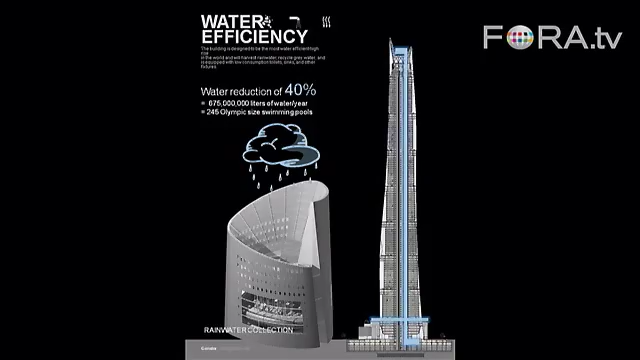 WATER
EFFICIENCY
The building is designed to be the most water efficient high
rise
in the world and will harvest rainwater, recycle grey water, and
is equipped with low consumption toilets, sinks, and other
fixtures.
Water reduction of 40%
= 675,000,000 liters of water/year
= 245 Olympic size swimming pools
RAINWATER COLLECTION
FORA.tv